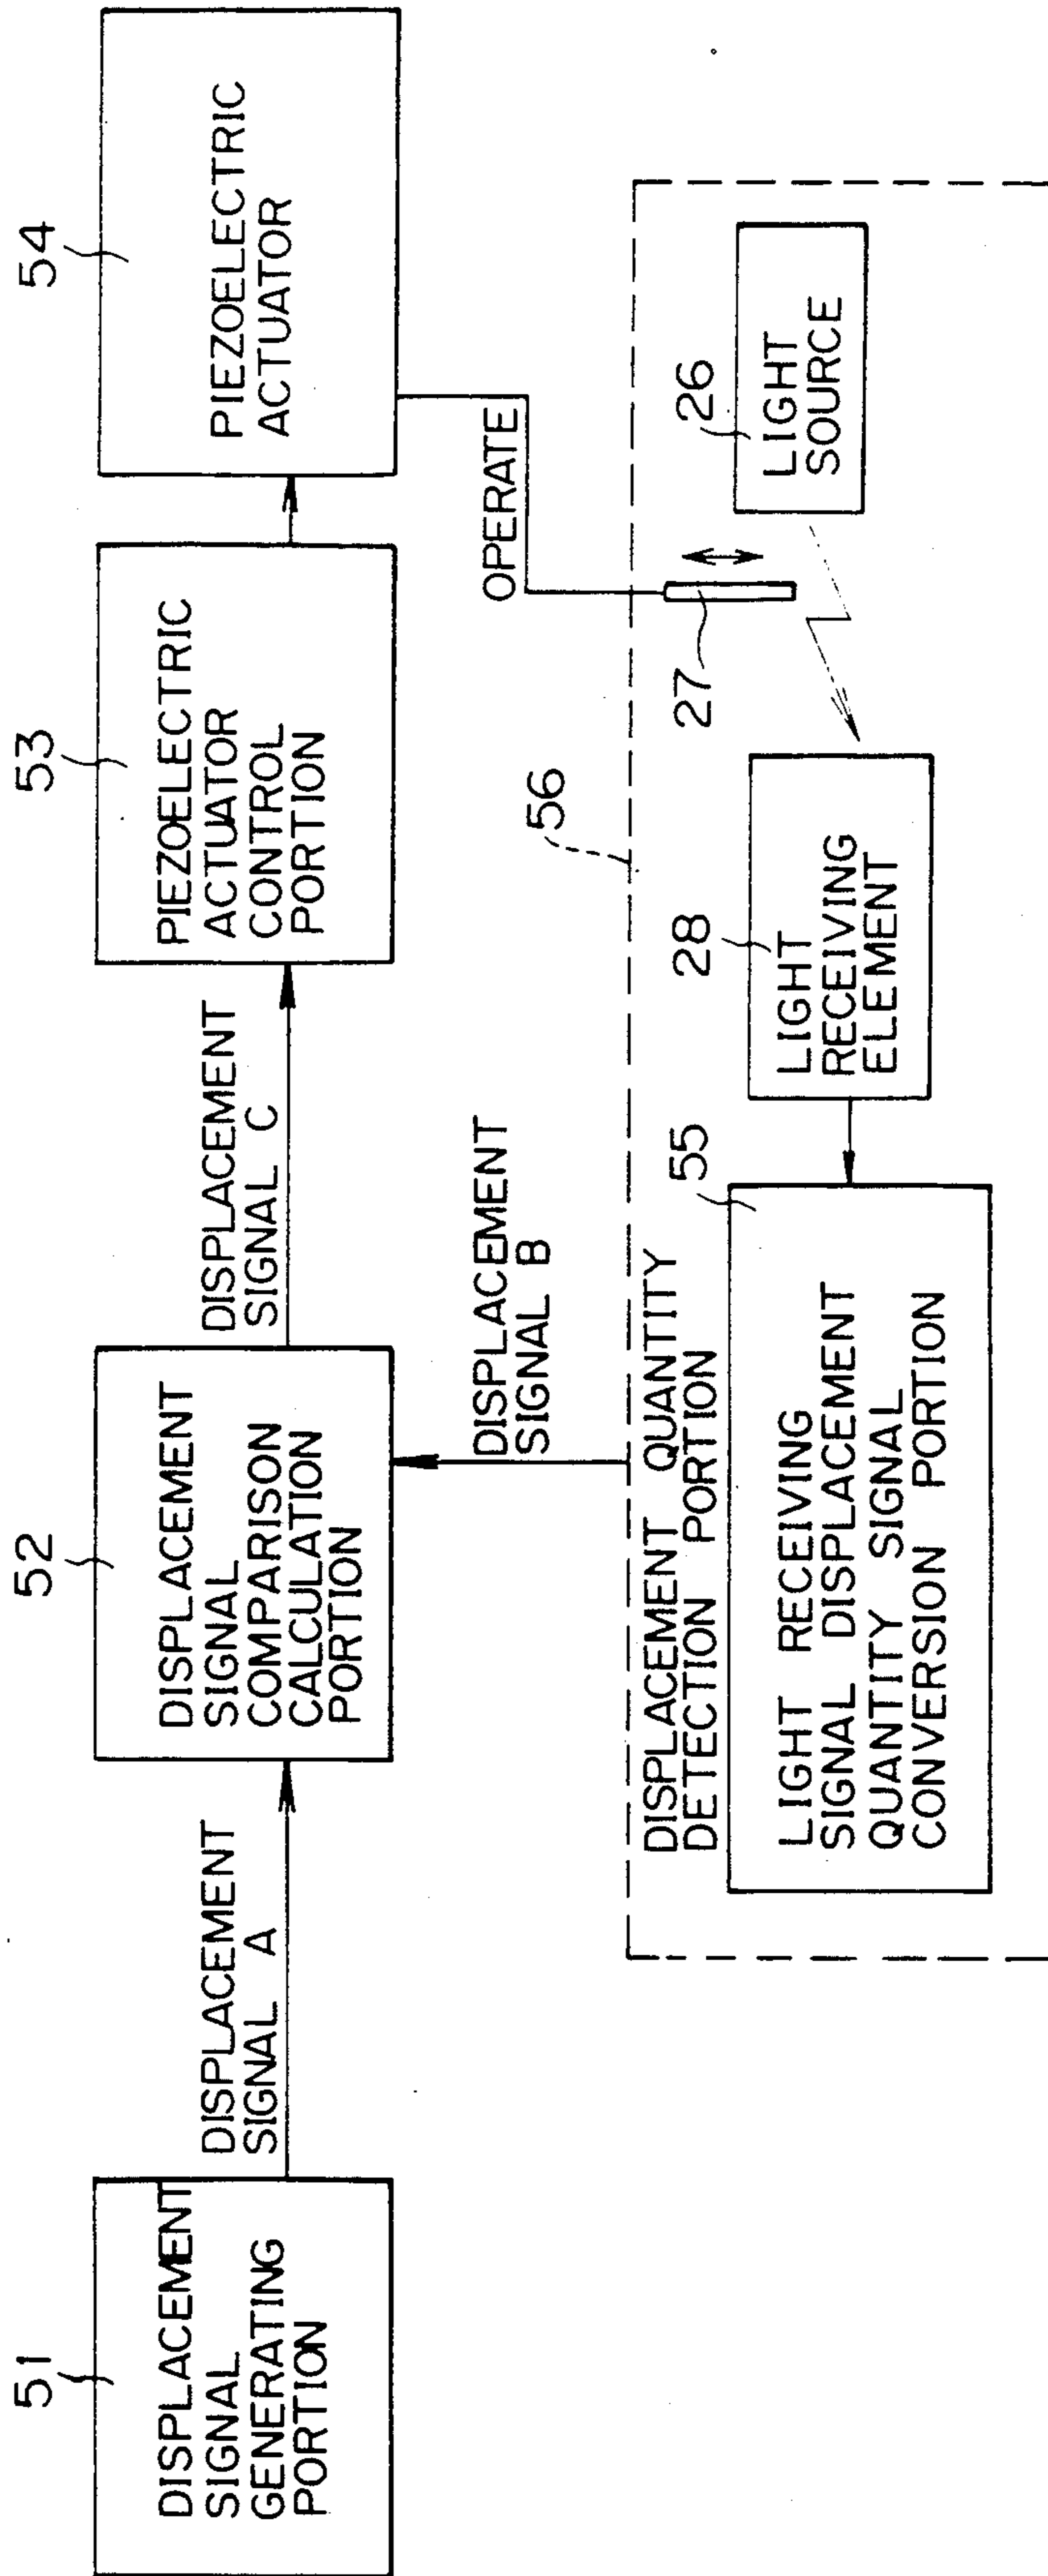 51
DISPLACEMENT
SIGNAL
GENERATING
PORTION
DISPLACEMENT
SIGNAL A
52
DISPLACEMENT
SIGNAL
COMPARISON
CALCULATION
PORTION
DISPLACEMENT
SIGNAL C
53
PIEZOELECTRIC
ACTUATOR
CONTROL
PORTION
54
PIEZOELECTRIC
ACTUATOR
OPERATE
DISPLACEMENT
SIGNAL B
56
DISPLACEMENT QUANTITY
DETECTION PORTION
55
LIGHT RECEIVING
SIGNAL DISPLACEMENT
QUANTITY SIGNAL
CONVERSION PORTION
28
LIGHT
RECEIVING
ELEMENT
27
26
LIGHT
SOURCE